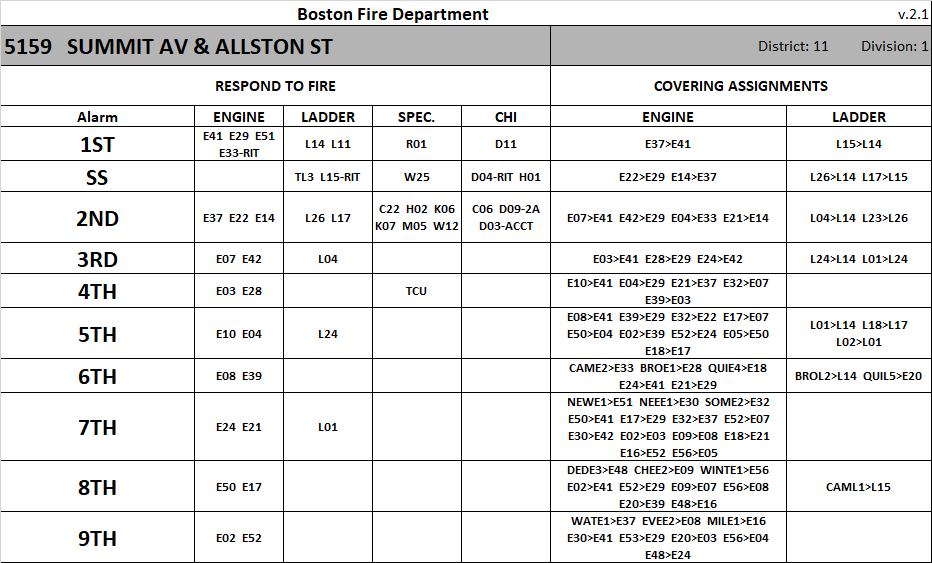 Boston Fire Department
v.2.1
5159 SUMMIT AV & ALLSTON ST
District: 11 Division: 1
RESPOND TO FIRE
COVERING ASSIGNMENTS
Alarm ENGINE LADDER SPEC. CHI ENGINE LADDER
1ST
E41 E29 E51
E33-RIT
L14 L11
R01
D11
E37>E41
L15>L14
SS
TL3 L15-RIT
W25
D04-RIT H01
E22>E29 E14>E37
L26>L14 L17>L15
2ND
E37 E22 E14
L26 L17
C22 H02 K06
K07 M05 W12
C06 D09-2A
D03-ACCT
E07>E41 E42>E29 E04>E33 E21>E14
L04>L14 L23>L26
3RD
E07 E42
L04
E03>E41 E28>E29 E24>E42
L24>L14 L01>L24
4TH
E03 E28
TCU
E10>E41 E04>E29 E21>E37 E32>E07
E39>E03
5TH
E10 E04
L24
E08>E41 E39>E29 E32>E22 E17>E07
E50>E04 E02>E39 E52>E24 E05>E50
E18>E17
L01>L14 L18>L17
L02>L01
6TH
E08 E39
CAME2>E33 BROE1>E28 QUIE4>E18
E24>E41 E21>E29
BROL2>L14 QUIL5>E20
7TH
E24 E21
L01
NEWE1>E51 NEEE1>E30 SOME2>E32
E50>E41 E17>E29 E32>E37 E52>E07
E30>E42 E02>E03 E09>E08 E18>E21
E16>E52 E56>E05
8TH
E50 E17
DEDE3>E48 CHEE2>E09 WINTE1>E56
E02>E41 E52>E29 E09>E07 E56>E08
E20>E39 E48>E16
CAML1>L15
9TH
E02 E52
WATE1>E37 EVEE2>E08 MILE1>E16
E30>E41 E53>E29 E20>E03 E56>E04
E48>E24